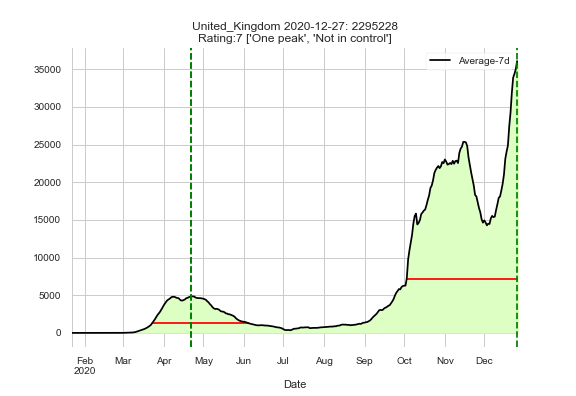 United_Kingdom 2020-12-27: 2295228
Rating:7 ['One peak', 'Not in control']
Average-7d
35000
30000
25000
20000
15000
10000
5000
0
Feb Mar Apr May Jun Jul Aug Sep Oct Nov Dec
2020
Date